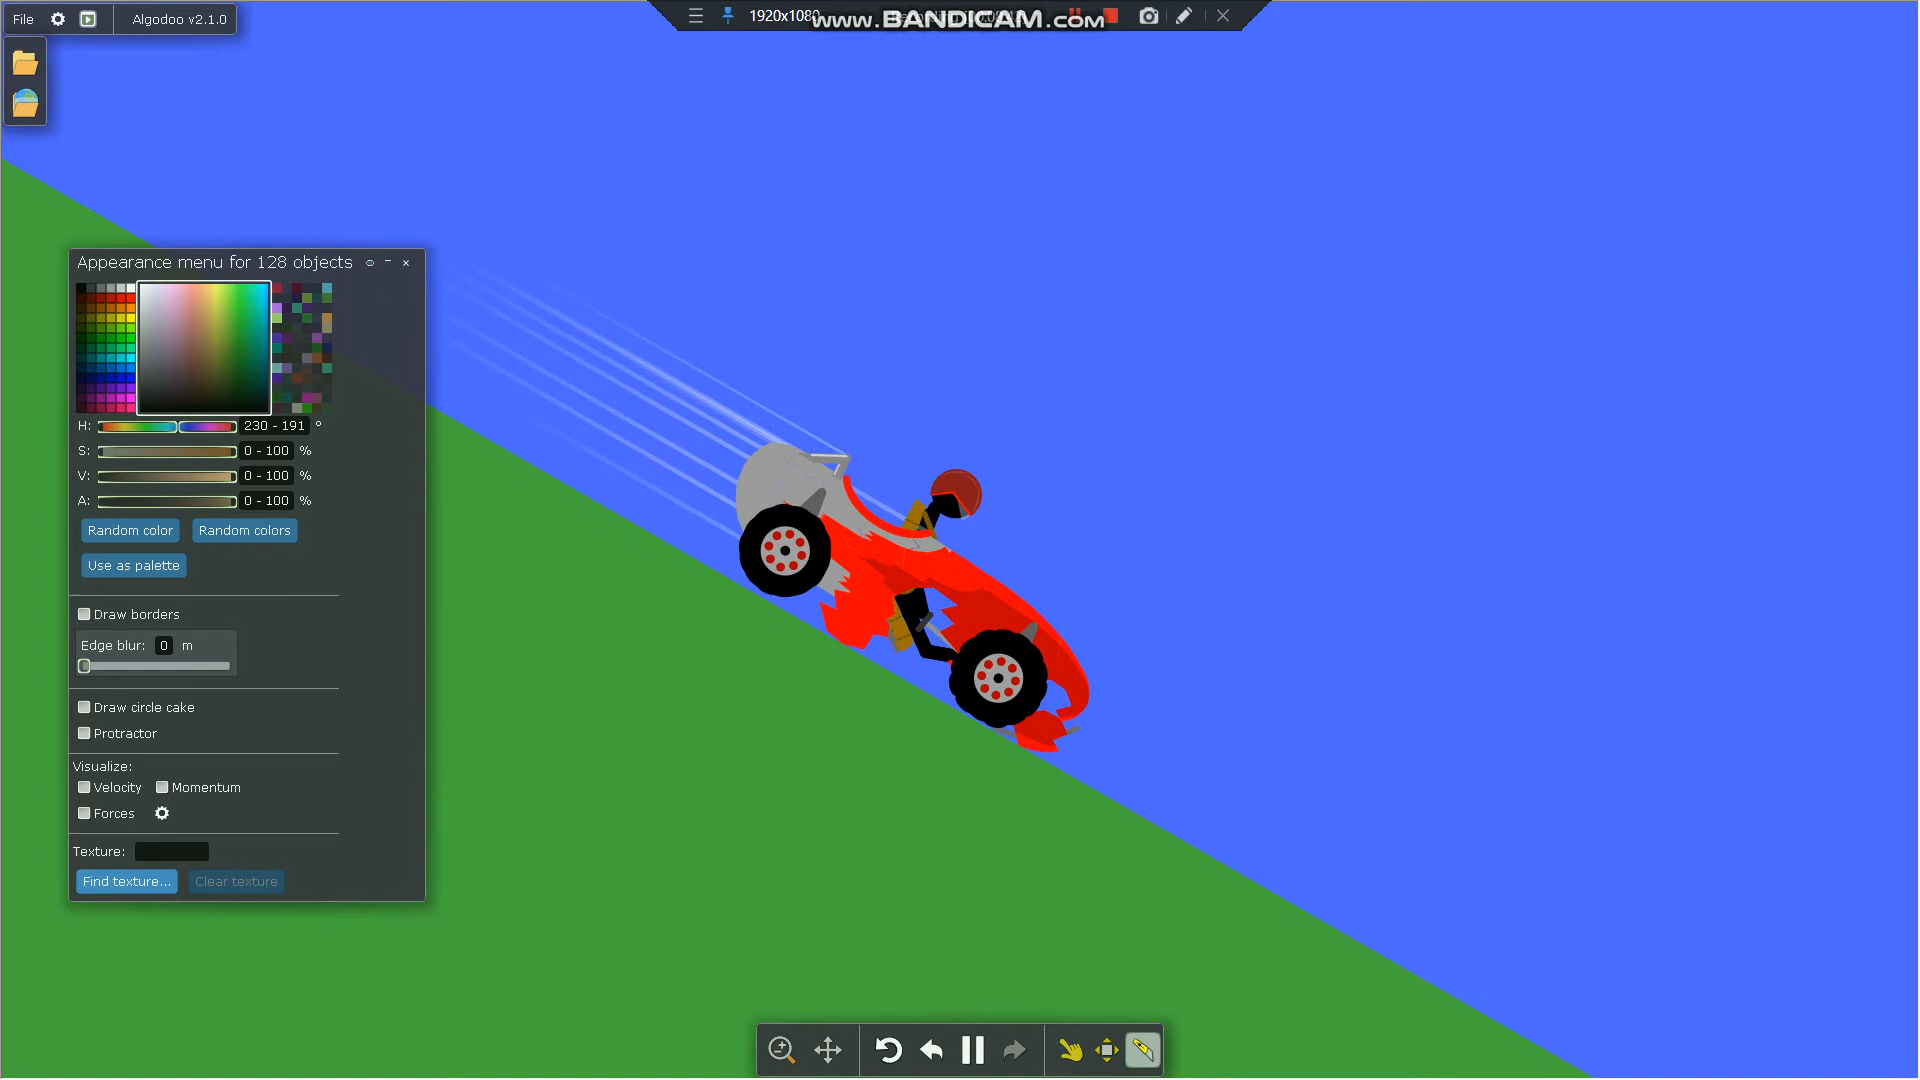 File
Algodoo v2.1.0
1920x1080
www.BANDICAM.com
Appearance menu for 128 objects
H: 230 - 191 °
S: 0 - 100 %
V: 0 - 100 %
A: 0 - 100 %
Random color Random colors
Use as palette
Draw borders
Edge blur: 0 m
Draw circle cake
Protractor
Visualize:
Velocity Momentum
Forces
Texture:
Find texture... Clear texture